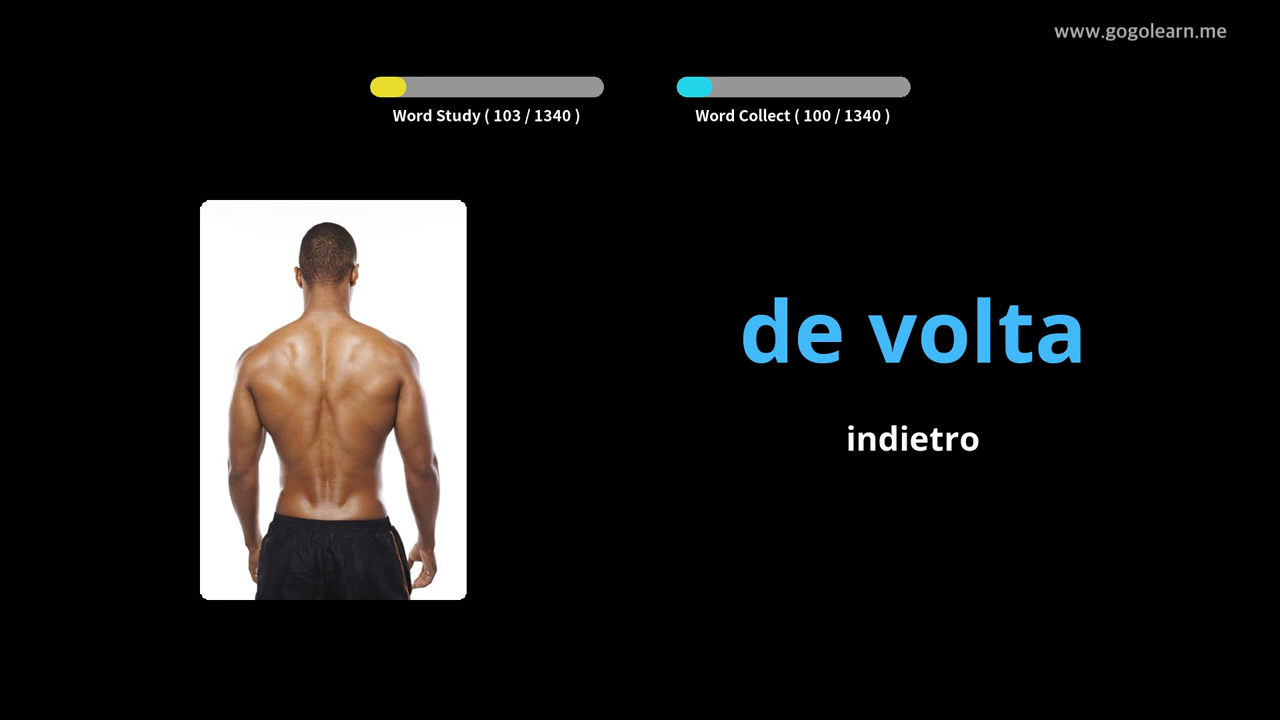 www.gogolearn.me
Word Study ( 103 / 1340 )
Word Collect ( 100 / 1340 )
de volta
indietro